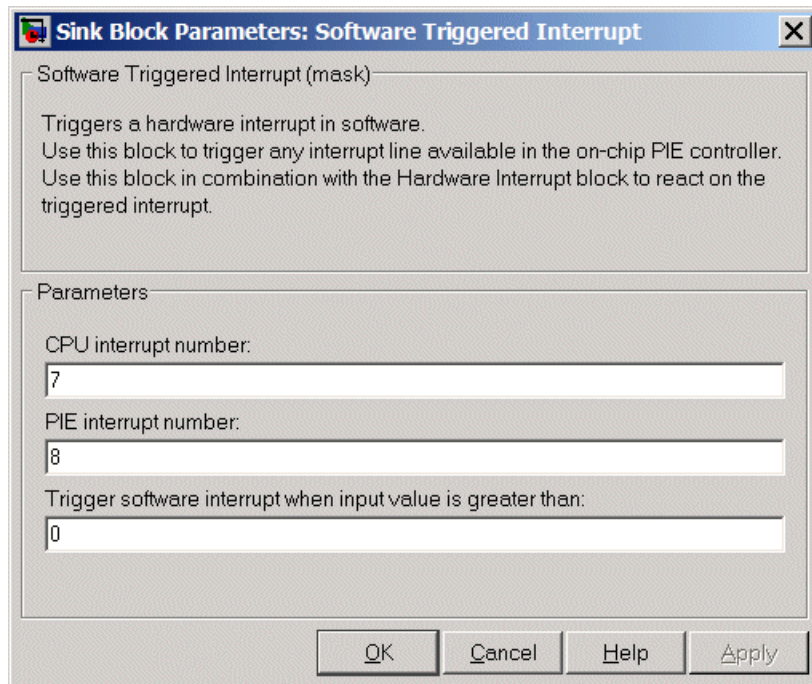 Sink Block Parameters: Software Triggered Interrupt
Software Triggered Interrupt (mask)
Triggers a hardware interrupt in software.
Use this block to trigger any interrupt line available in the on-chip PIE controller.
Use this block in combination with the Hardware Interrupt block to react on the
triggered interrupt.
Parameters
CPU interrupt number:
7
PIE interrupt number:
8
Trigger software interrupt when input value is greater than:
0
OK Cancel Help Apply